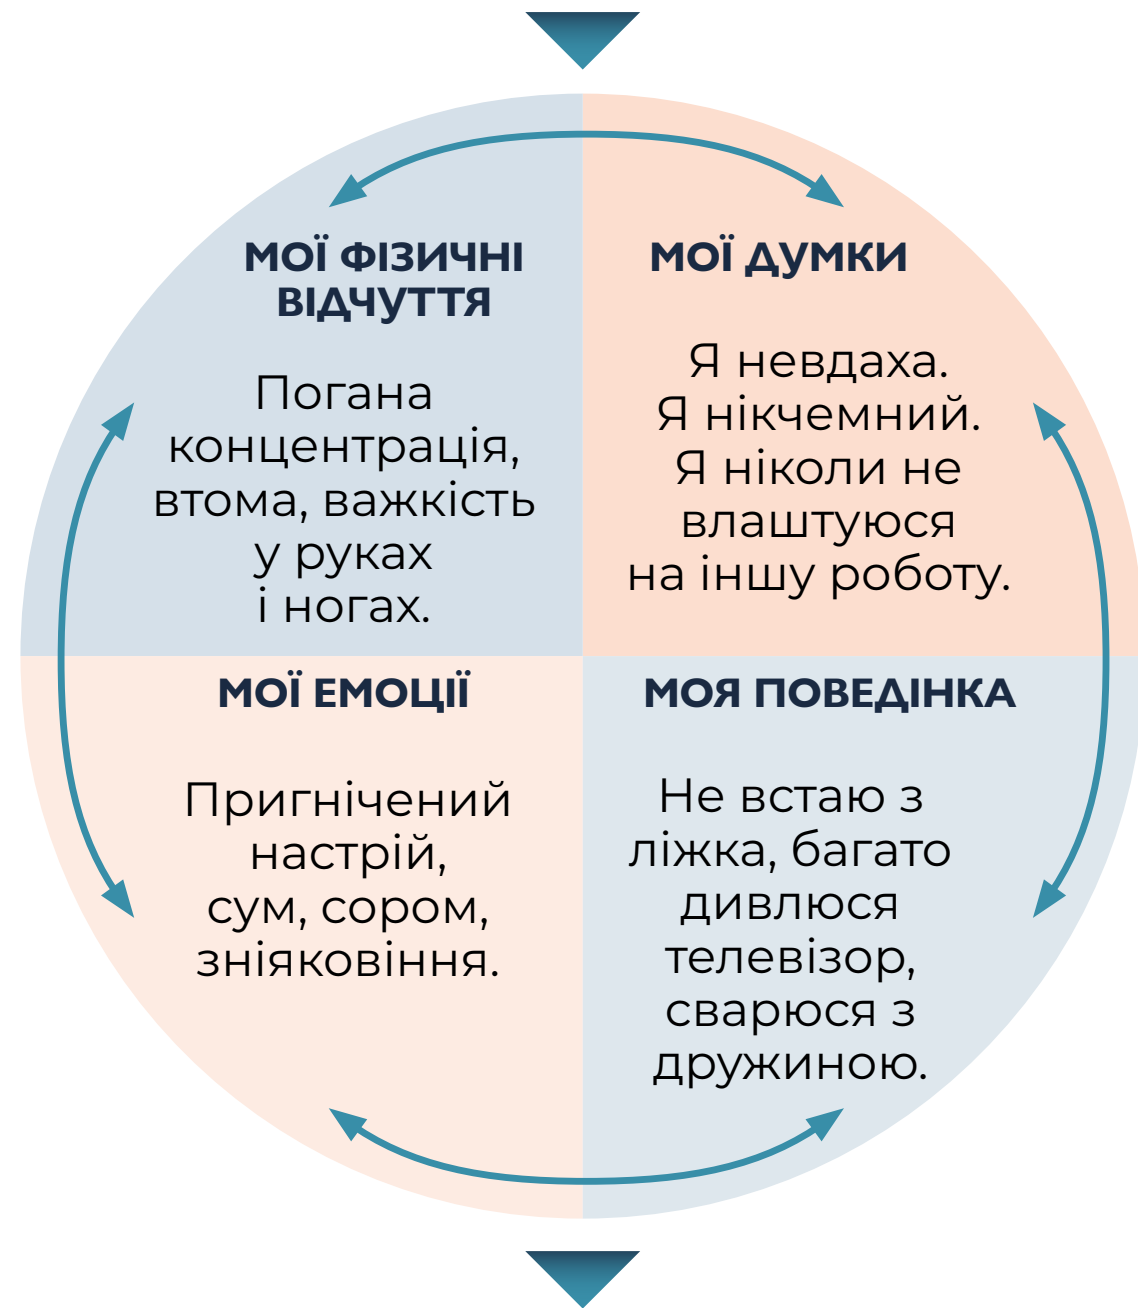 МОЇ ФІЗИЧНІ
ВІДЧУТТЯ
Погана
концентрація,
втома, важкість
у руках
і ногах.
МОЇ ДУМКИ
Я невдаха.
Я нікчемний.
Я ніколи не
влаштуюся
на іншу роботу.
МОЇ ЕМОЦІЇ
Пригнічений
настрій,
сум, сором,
зніяковіння.
МОЯ ПОВЕДІНКА
Не встаю з
ліжка, багато
дивлюся
телевізор,
сварюся з
дружиною.